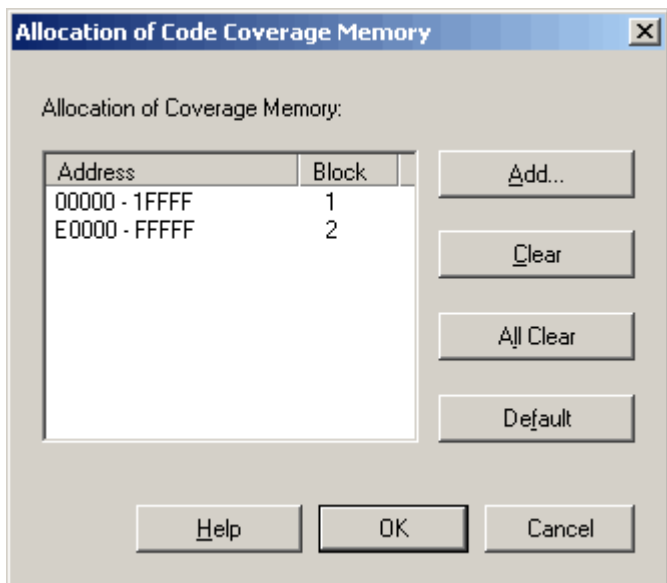 Allocation of Code Coverage Memory
Allocation of Coverage Memory:
Address Block
00000 - 1FFFF 1
E0000 - FFFFF 2
Add...
Clear
All Clear
Default
Help OK Cancel